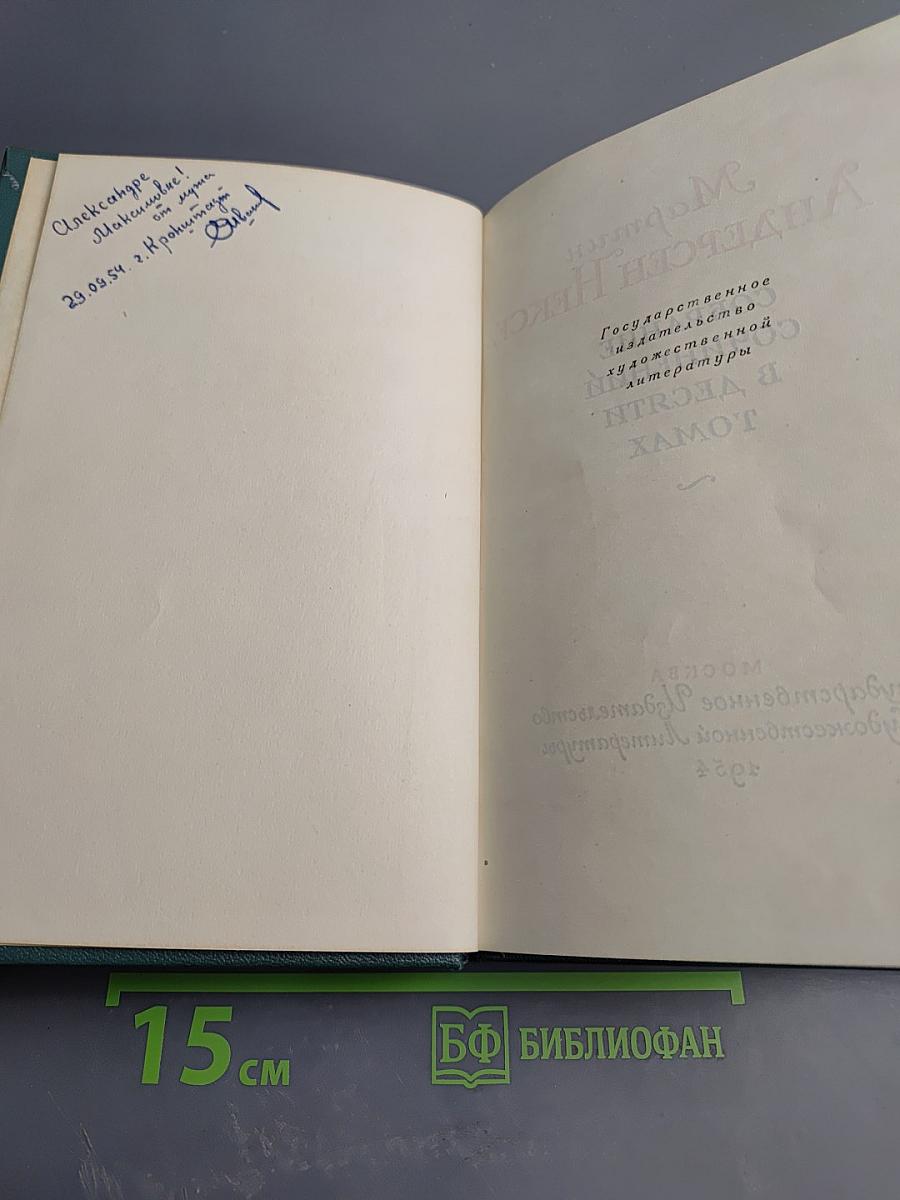 Александре
Максимовне!
от мужа
29.09.54. г. Кронштадт
Государственное
издательство
художественной
литературы
Мартин
Андерсен Нексе
СОБРАНИЕ
СОЧИНЕНИЙ
В ДЕСЯТИ
ТОМАХ
МОСКВА
Государственное Издательство
Художественной Литературы
1954
15 см
БФ БИБЛИОФАН